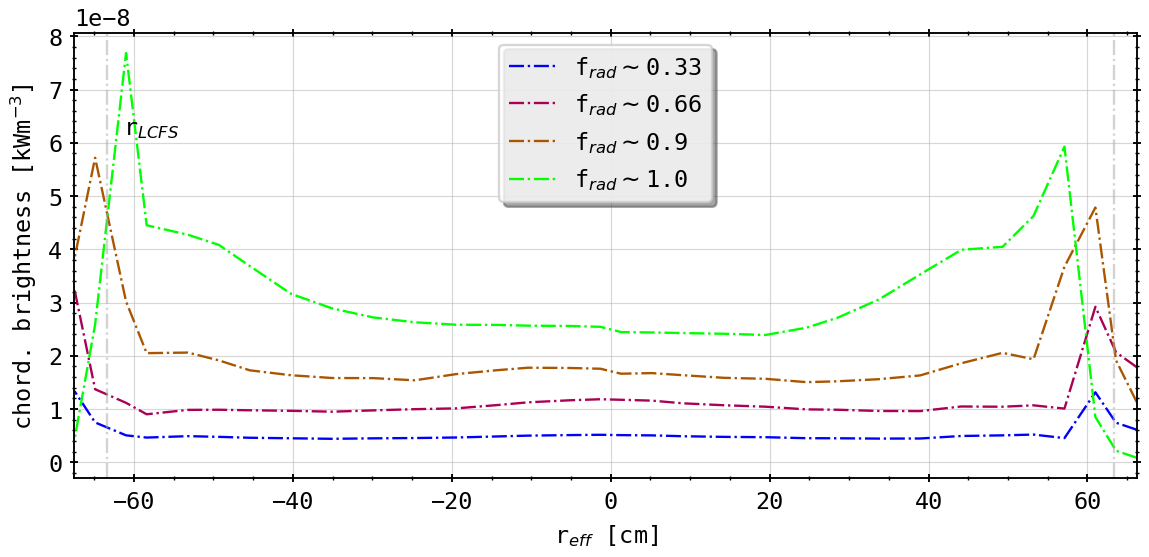 1e−8
8
7
6
5
4
3
2
1
0
chord. brightness [kWm⁻³]
f_rad ∼ 0.33
f_rad ∼ 0.66
f_rad ∼ 0.9
f_rad ∼ 1.0
r_LCFS
−60 −40 −20 0 20 40 60
r_eff [cm]